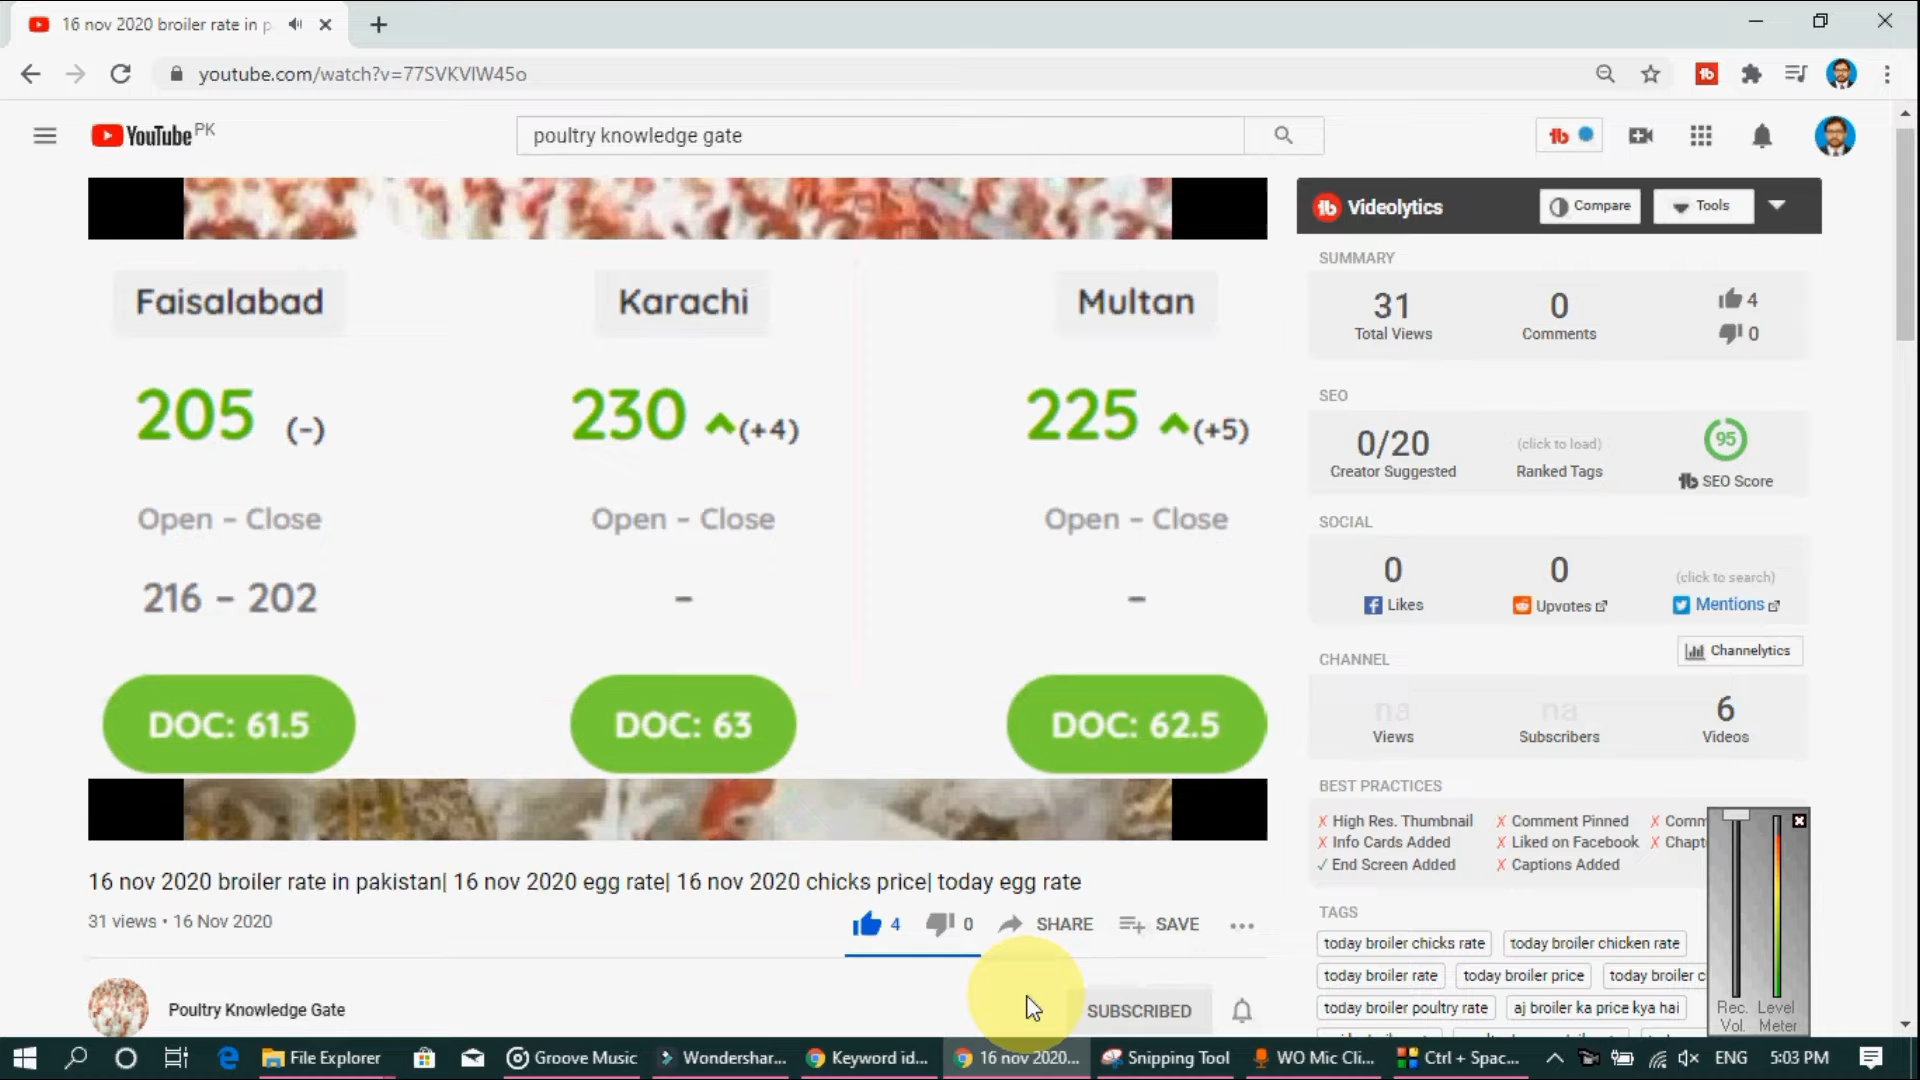 16 nov 2020 broiler rate in p
youtube.com/watch?v=77SVKVlW45o
YouTube PK
poultry knowledge gate
Faisalabad
Karachi
Multan
205 (-)
230 (+4)
225 (+5)
Open - Close
Open - Close
Open - Close
216 - 202
-
-
DOC: 61.5
DOC: 63
DOC: 62.5
16 nov 2020 broiler rate in pakistan| 16 nov 2020 egg rate| 16 nov 2020 chicks price| today egg rate
31 views • 16 Nov 2020
4
0
SHARE
SAVE
Poultry Knowledge Gate
SUBSCRIBED
Videolytics
Compare
Tools
SUMMARY
31
Total Views
0
Comments
4
0
SEO
0/20
Creator Suggested
(click to load)
Ranked Tags
95
SEO Score
SOCIAL
0
Likes
0
Upvotes
(click to search)
Mentions
CHANNEL
Channelytics
na
Views
na
Subscribers
6
Videos
BEST PRACTICES
High Res. Thumbnail
Comment Pinned
Comm
Info Cards Added
Liked on Facebook
Chapt
End Screen Added
Captions Added
TAGS
today broiler chicks rate
today broiler chicken rate
today broiler rate
today broiler price
today broiler c
today broiler poultry rate
aj broiler ka price kya hai
Rec. Vol.
Level Meter
File Explorer
Groove Music
Wondershar...
Keyword id...
16 nov 2020...
Snipping Tool
WO Mic Cli...
Ctrl + Spac...
ENG
5:03 PM